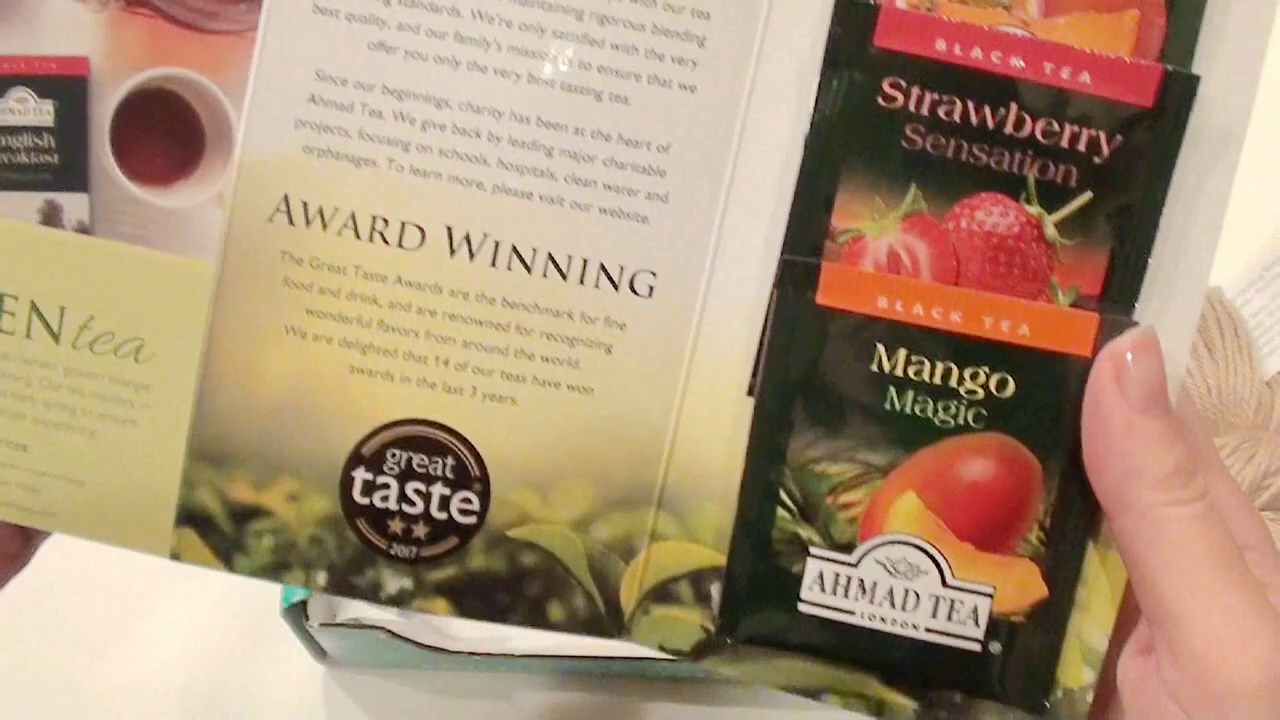 with our tea
maintaining rigorous blending
standards. We're only satisfied with the very
best quality, and our family's mission to ensure that we
offer you only the very best tasting tea.
Since our beginnings, charity has been at the heart of
Ahmad Tea. We give back by leading major charitable
projects, focusing on schools, hospitals, clean water and
orphanages. To learn more, please visit our website.
AWARD WINNING
The Great Taste Awards are the benchmark for fine
food and drink, and are renowned for recognizing
wonderful flavors from around the world.
We are delighted that 14 of our teas have won
awards in the last 3 years.
great
taste
2017
BLACK TEA
Strawberry
Sensation
BLACK TEA
Mango
Magic
AHMAD TEA
LONDON
AHMAD TEA
English
Breakfast
EN tea